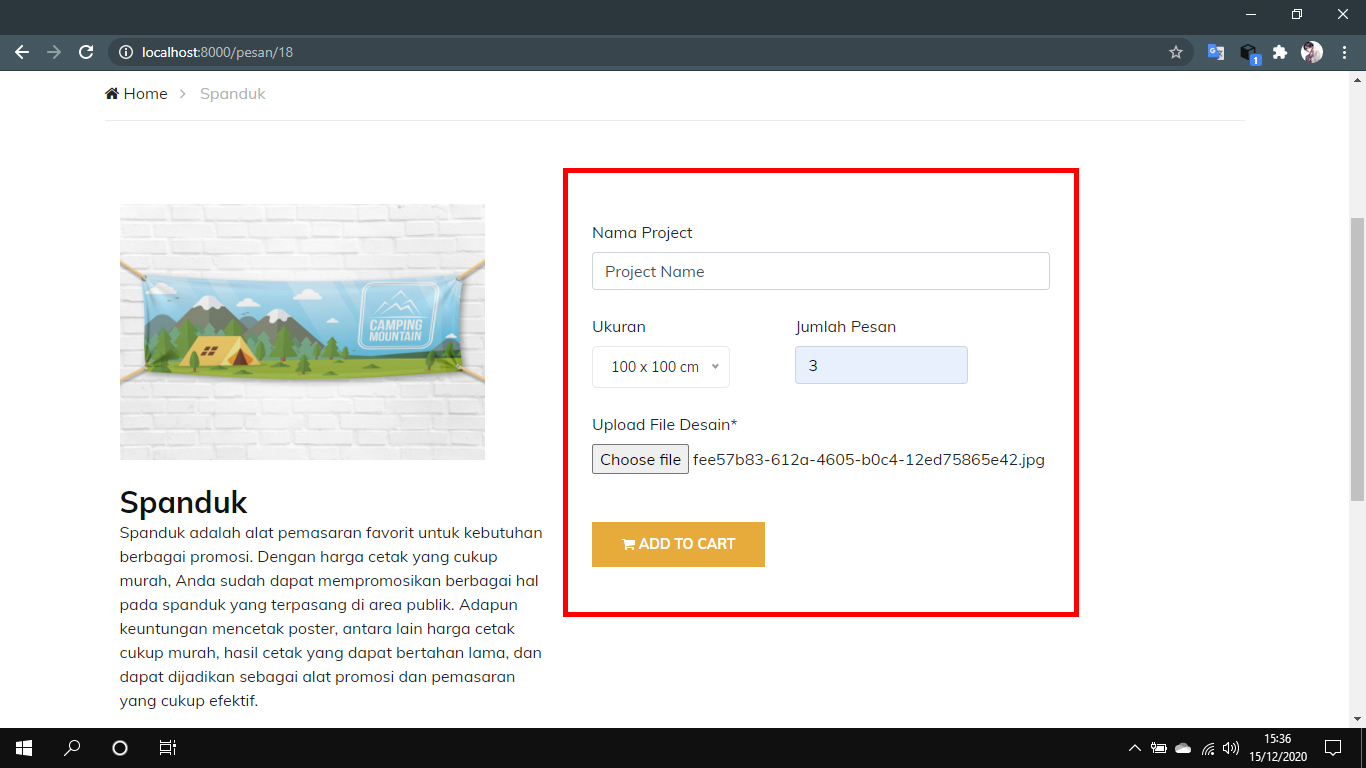 localhost:8000/pesan/18
1
Home > Spanduk
CAMPING
MOUNTAIN
Spanduk
Spanduk adalah alat pemasaran favorit untuk kebutuhan
berbagai promosi. Dengan harga cetak yang cukup
murah, Anda sudah dapat mempromosikan berbagai hal
pada spanduk yang terpasang di area publik. Adapun
keuntungan mencetak poster, antara lain harga cetak
cukup murah, hasil cetak yang dapat bertahan lama, dan
dapat dijadikan sebagai alat promosi dan pemasaran
yang cukup efektif.
Nama Project
Project Name
Ukuran Jumlah Pesan
100 x 100 cm 3
Upload File Desain*
Choose file fee57b83-612a-4605-b0c4-12ed75865e42.jpg
ADD TO CART
15:36
15/12/2020